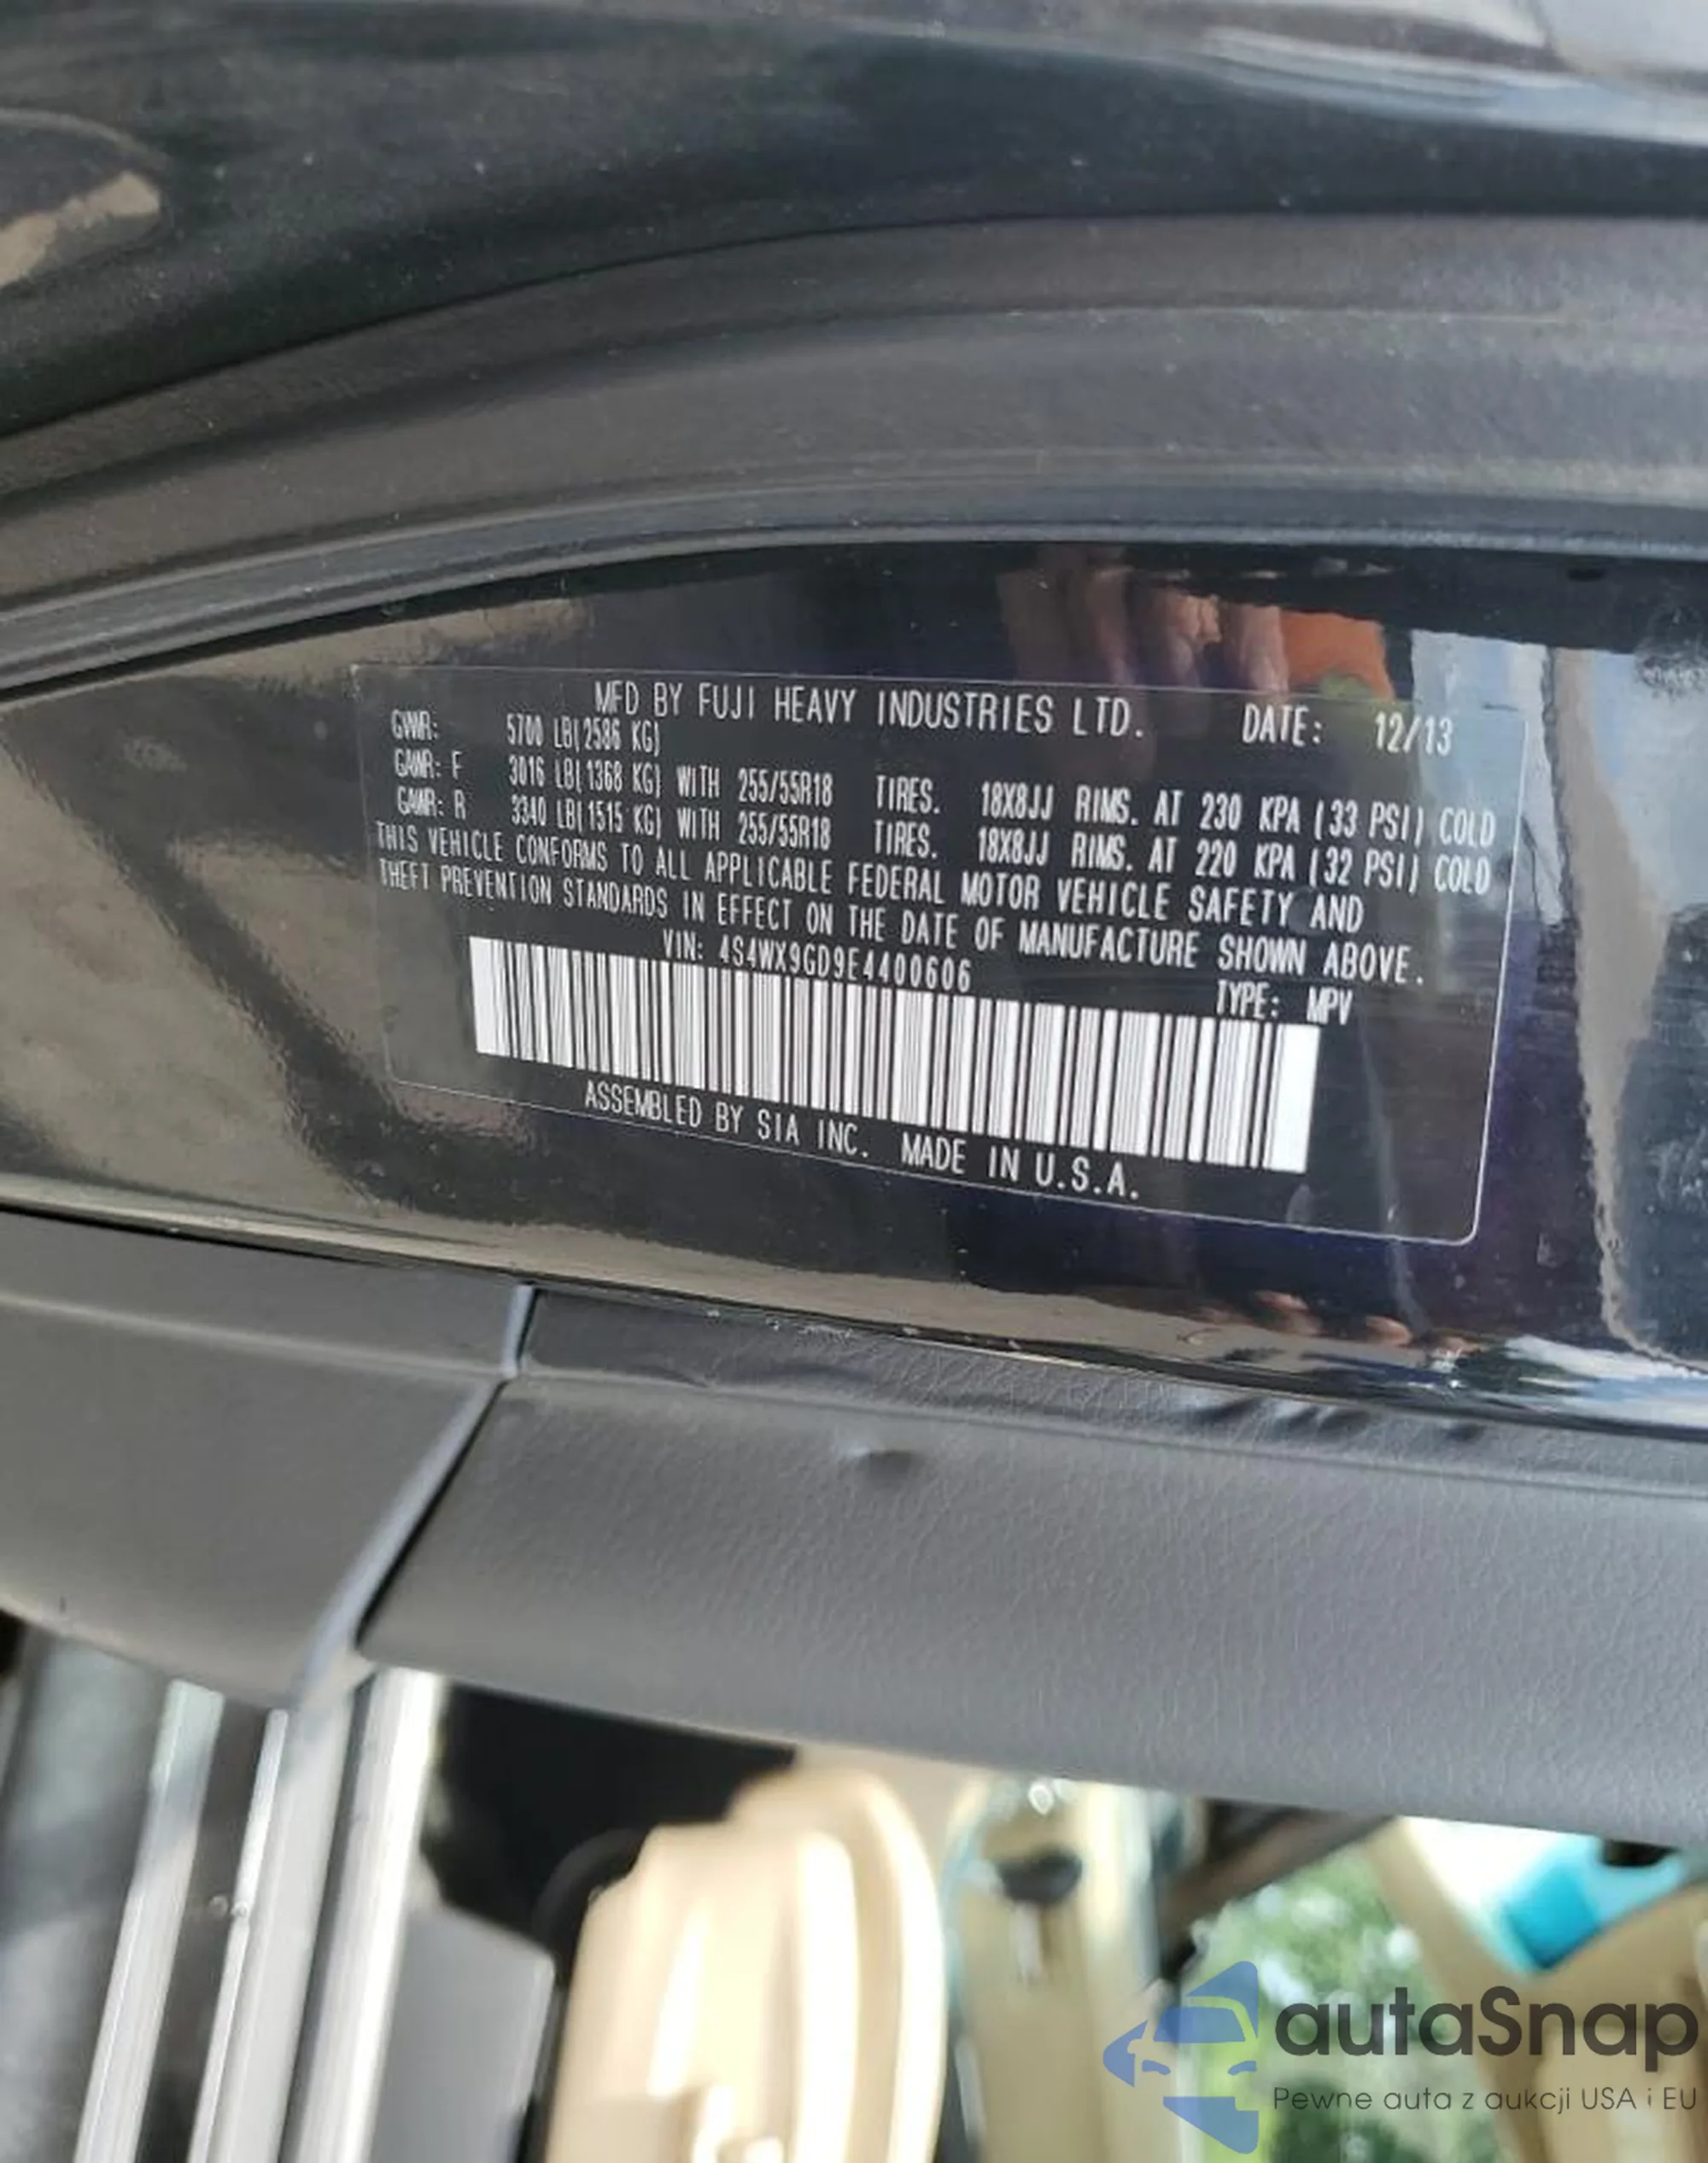 MFD BY FUJI HEAVY INDUSTRIES LTD. DATE: 12/13
GVWR: 5700 LB(2586 KG)
GAWR: F 3016 LB(1368 KG) WITH 255/55R18 TIRES. 18X8JJ RIMS. AT 230 KPA (33 PSI) COLD
GAWR: R 3340 LB(1515 KG) WITH 255/55R18 TIRES. 18X8JJ RIMS. AT 220 KPA (32 PSI) COLD
THIS VEHICLE CONFORMS TO ALL APPLICABLE FEDERAL MOTOR VEHICLE SAFETY AND
THEFT PREVENTION STANDARDS IN EFFECT ON THE DATE OF MANUFACTURE SHOWN ABOVE.
VIN: 4S4WX9GD9E4400606 TYPE: MPV
ASSEMBLED BY SIA INC. MADE IN U.S.A.
autaSnap
Pewne auta z aukcji USA i EU